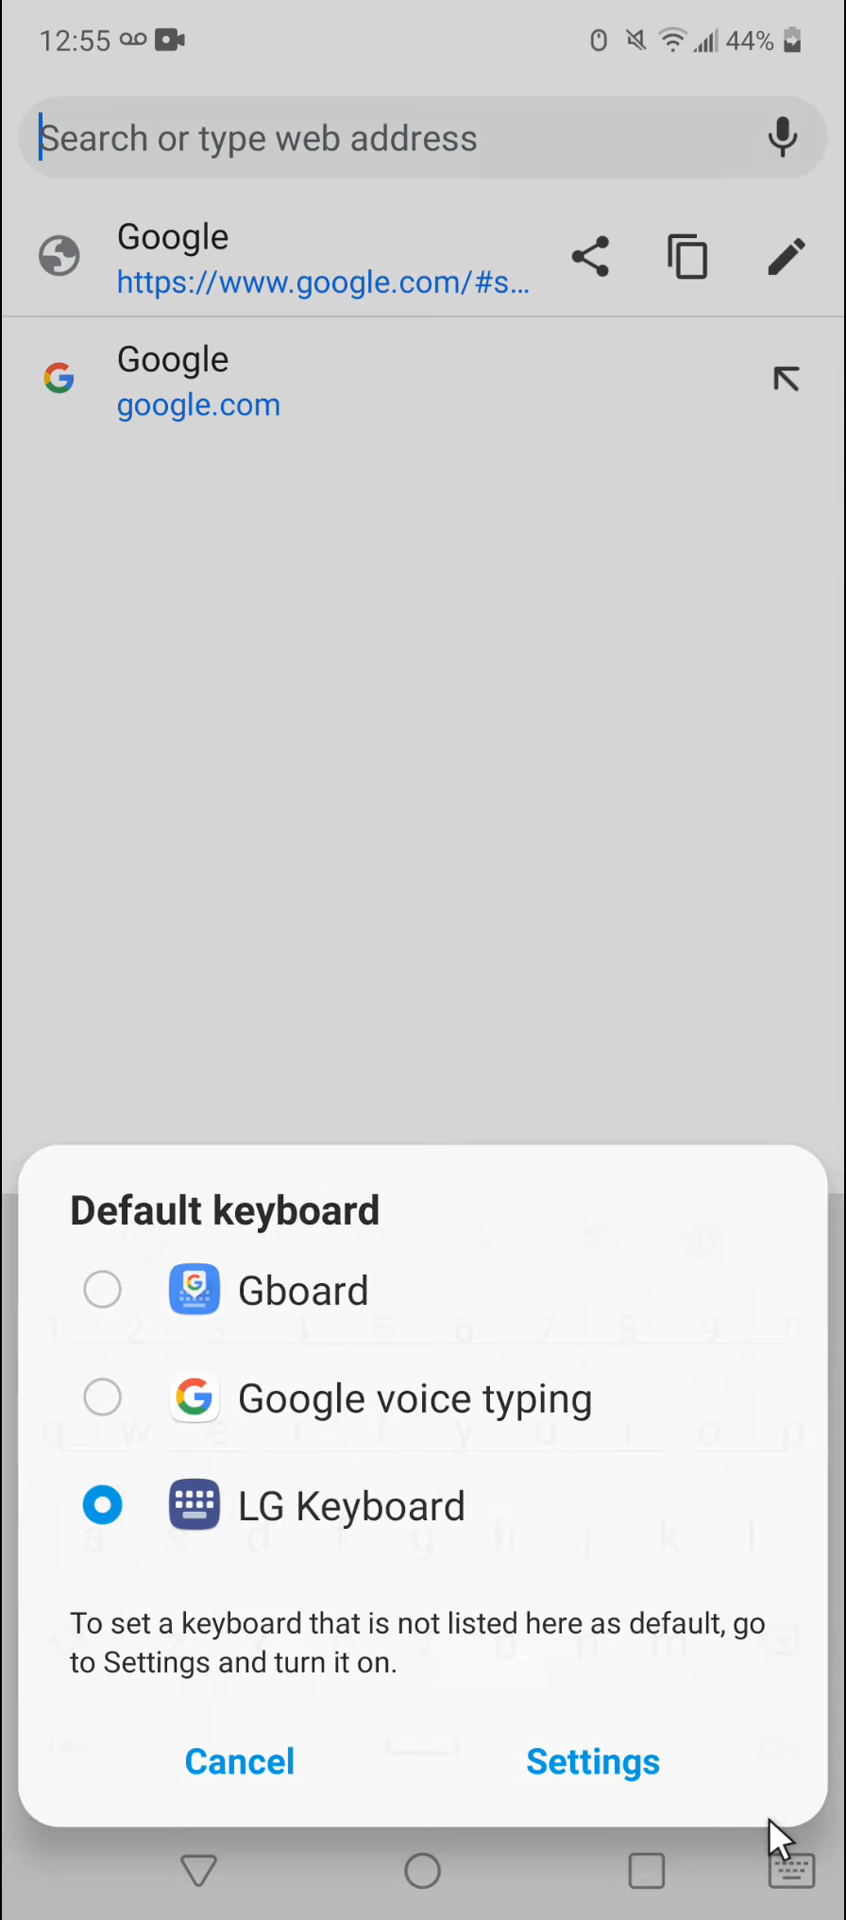 12:55
44%
Search or type web address
Google
https://www.google.com/#s...
Google
google.com
Default keyboard
Gboard
Google voice typing
LG Keyboard
To set a keyboard that is not listed here as default, go
to Settings and turn it on.
Cancel
Settings